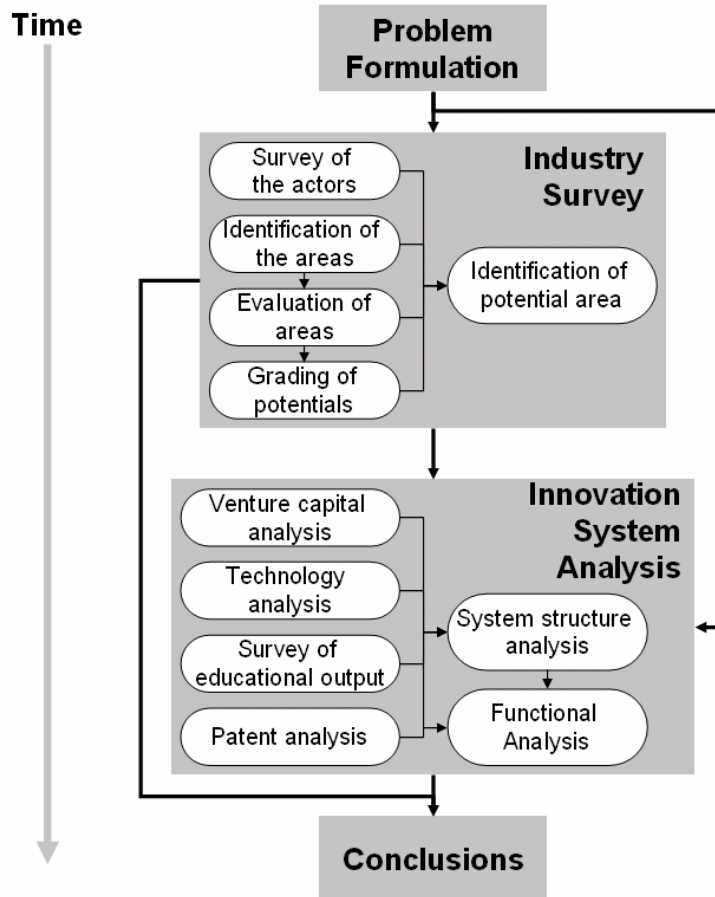 Time
Problem
Formulation
Industry
Survey
Survey of
the actors
Identification of
the areas
Evaluation of
areas
Grading of
potentials
Identification of
potential area
Innovation
System
Analysis
Venture capital
analysis
Technology
analysis
Survey of
educational output
Patent analysis
System structure
analysis
Functional
Analysis
Conclusions